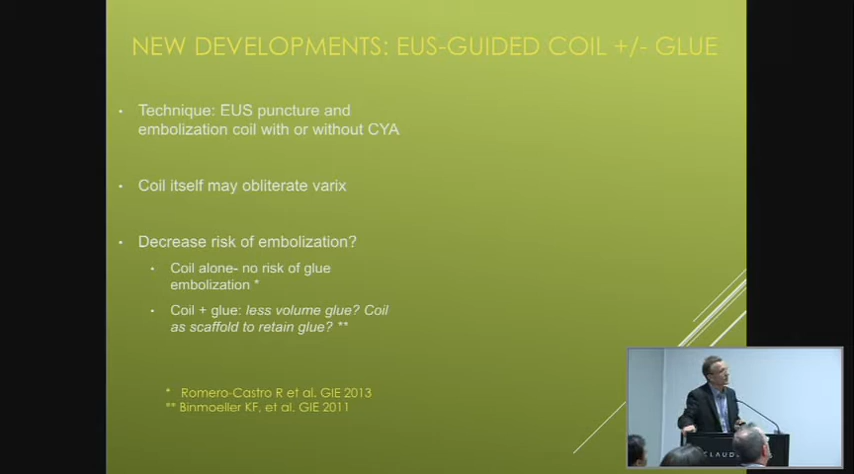 NEW DEVELOPMENTS: EUS-GUIDED COIL +/- GLUE
• Technique: EUS puncture and
embolization coil with or without CYA
• Coil itself may obliterate varix
• Decrease risk of embolization?
• Coil alone- no risk of glue
embolization *
• Coil + glue: less volume glue? Coil
as scaffold to retain glue? **
* Romero-Castro R et al. GIE 2013
** Binmoeller KF, et al. GIE 2011
KLAUD